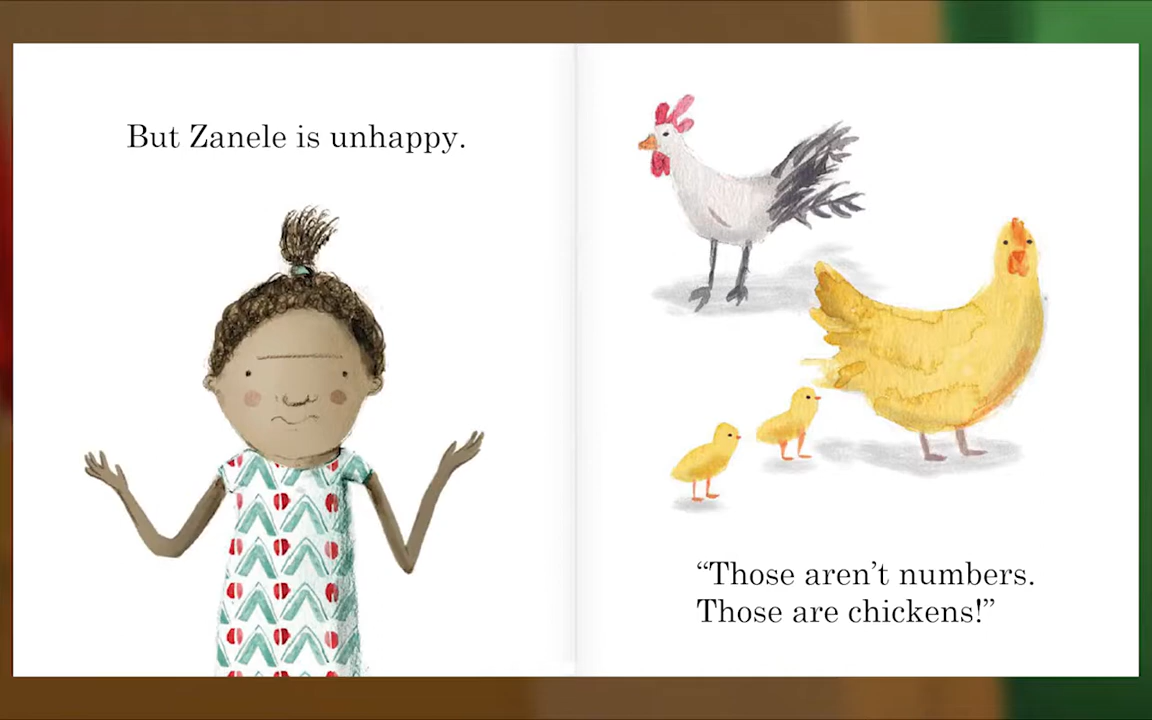 But Zanele is unhappy.
“Those aren’t numbers.
Those are chickens!”